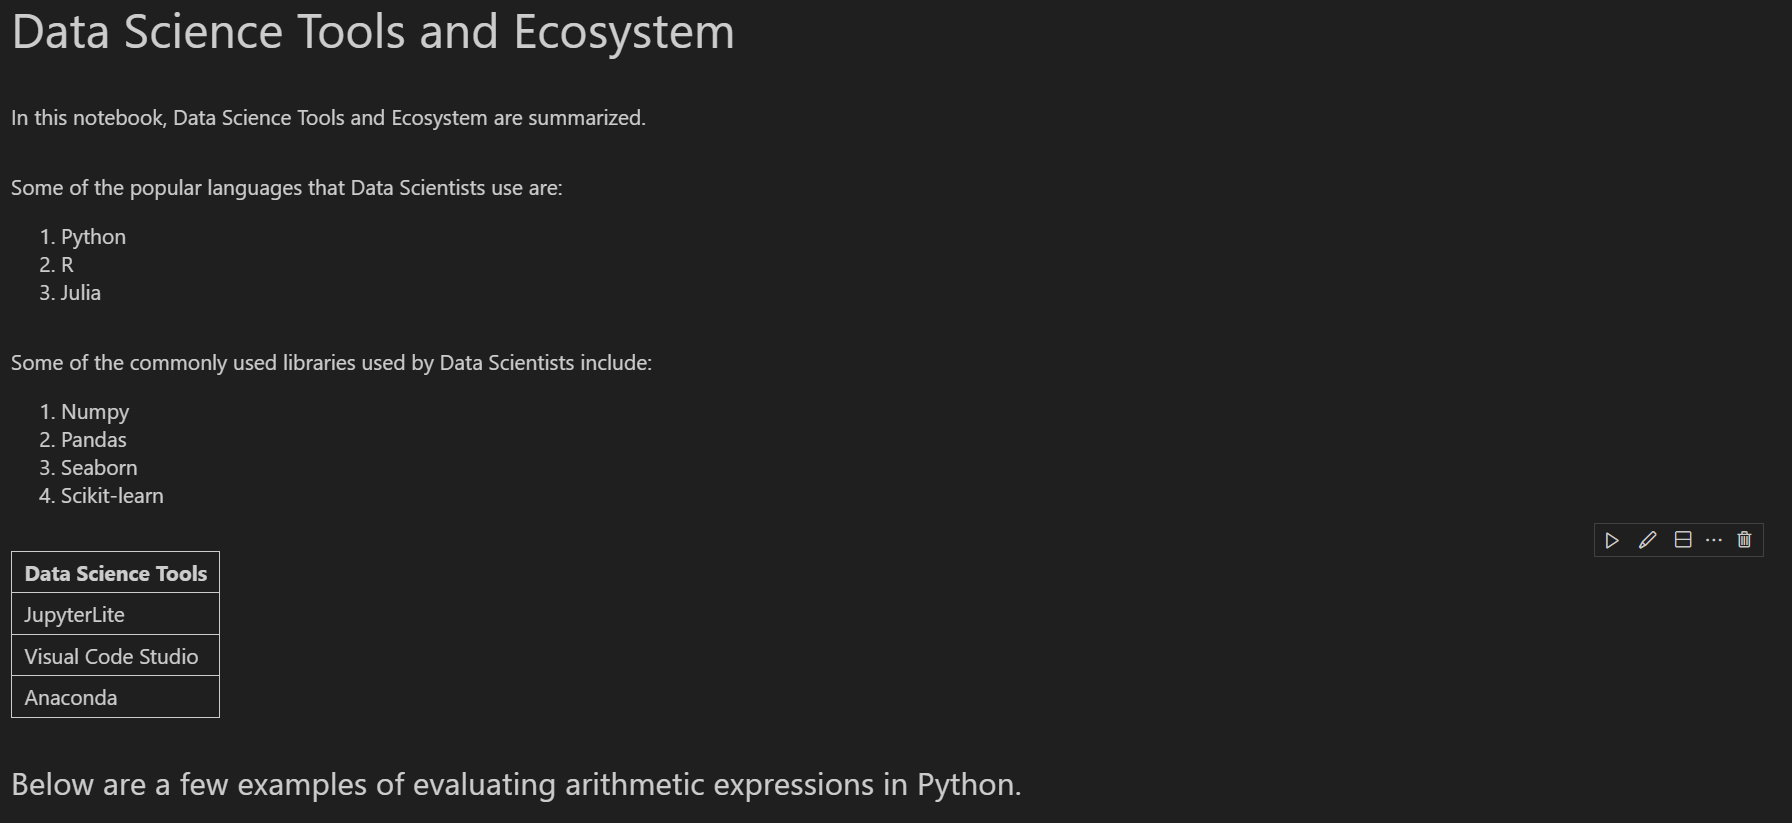 Data Science Tools and Ecosystem
In this notebook, Data Science Tools and Ecosystem are summarized.
Some of the popular languages that Data Scientists use are:
1. Python
2. R
3. Julia
Some of the commonly used libraries used by Data Scientists include:
1. Numpy
2. Pandas
3. Seaborn
4. Scikit-learn
Data Science Tools
JupyterLite
Visual Code Studio
Anaconda
Below are a few examples of evaluating arithmetic expressions in Python.